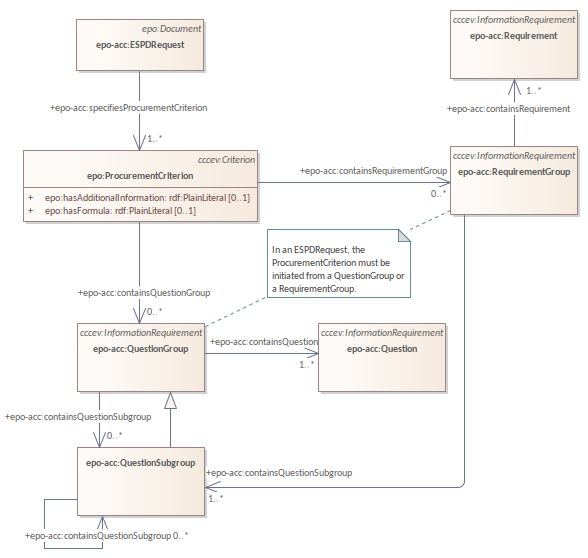 epo:Document
epo-acc:ESPDRequest
cccev:InformationRequirement
epo-acc:Requirement
+epo-acc:specifiesProcurementCriterion
1..*
1..*
+epo-acc:containsRequirement
cccev:Criterion
epo:ProcurementCriterion
+ epo:hasAdditionalInformation: rdf:PlainLiteral [0..1]
+ epo:hasFormula: rdf:PlainLiteral [0..1]
+epo-acc:containsRequirementGroup
0..*
cccev:InformationRequirement
epo-acc:RequirementGroup
In an ESPDRequest, the
ProcurementCriterion must be
initiated from a QuestionGroup or
a RequirementGroup.
+epo-acc:containsQuestionGroup
0..*
cccev:InformationRequirement
epo-acc:QuestionGroup
+epo-acc:containsQuestion
1..*
cccev:InformationRequirement
epo-acc:Question
+epo-acc:containsQuestionSubgroup
0..*
epo-acc:QuestionSubgroup
+epo-acc:containsQuestionSubgroup
1..*
+epo-acc:containsQuestionSubgroup 0..*